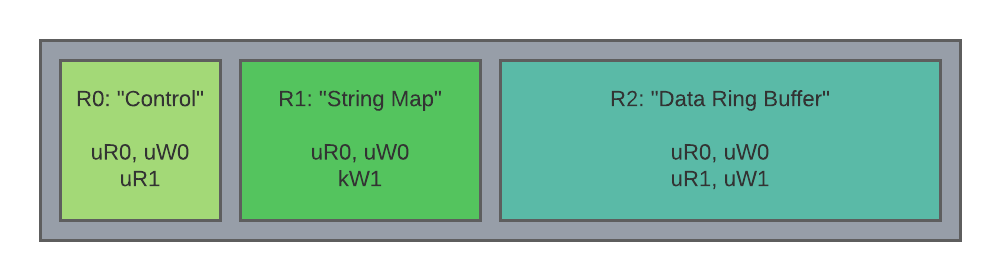 R0: "Control"
uR0, uW0
uR1
R1: "String Map"
uR0, uW0
kW1
R2: "Data Ring Buffer"
uR0, uW0
uR1, uW1